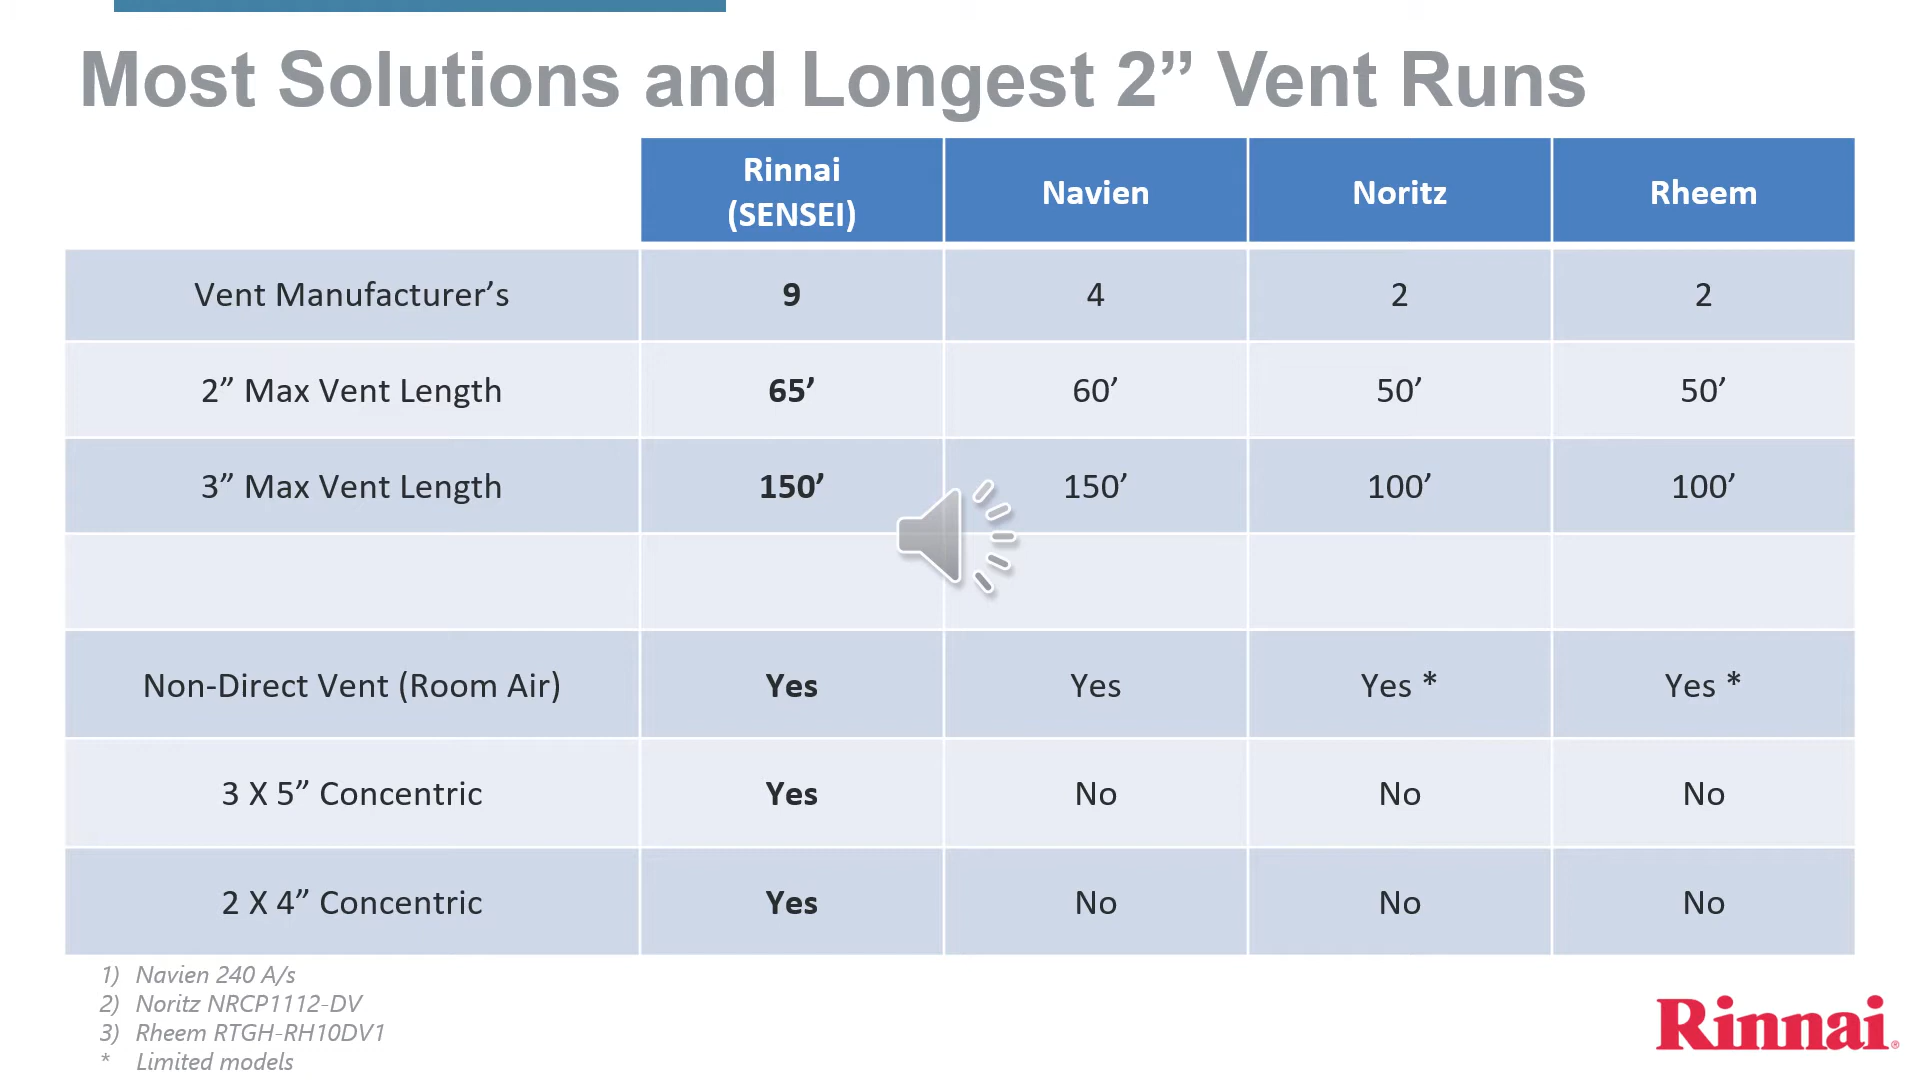 Most Solutions and Longest 2” Vent Runs
Rinnai
(SENSEI)
Navien
Noritz
Rheem
Vent Manufacturer’s 9 4 2 2
2” Max Vent Length 65’ 60’ 50’ 50’
3” Max Vent Length 150’ 150’ 100’ 100’
Non-Direct Vent (Room Air) Yes Yes Yes * Yes *
3 X 5” Concentric Yes No No No
2 X 4” Concentric Yes No No No
1) Navien 240 A/s
2) Noritz NRCP1112-DV
3) Rheem RTGH-RH10DV1
* Limited models
Rinnai®